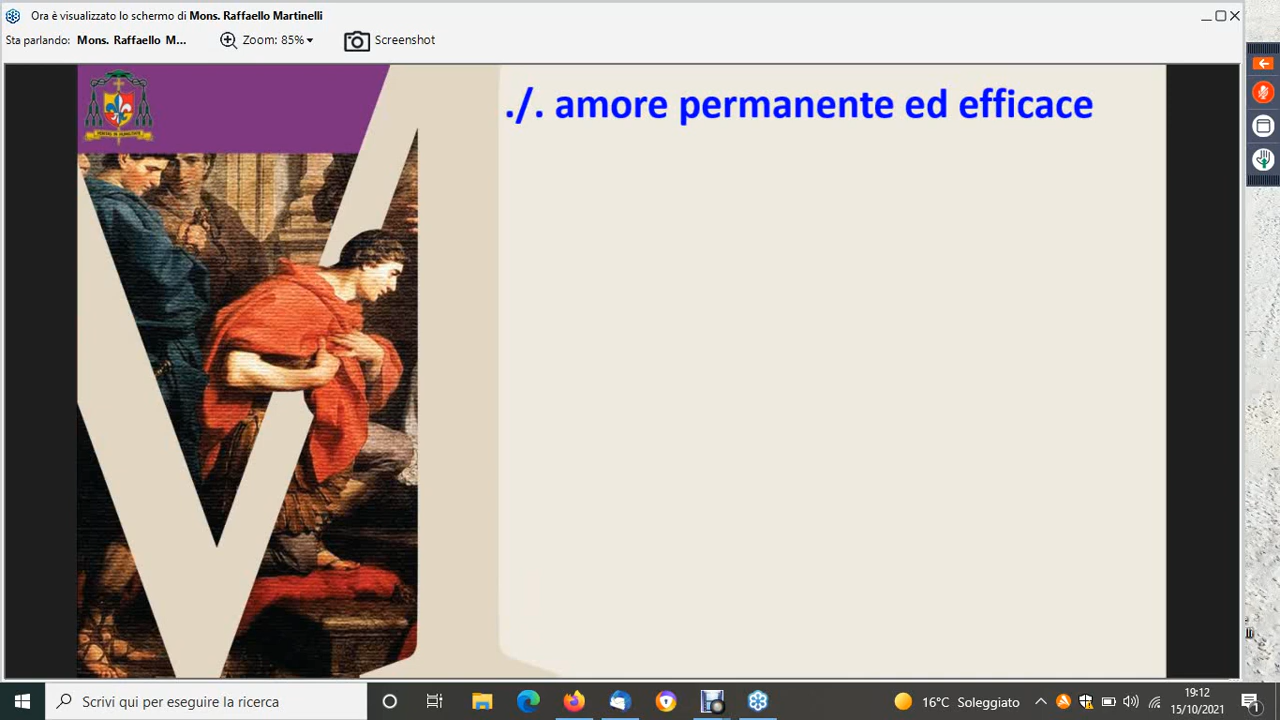 Ora è visualizzato lo schermo di Mons. Raffaello Martinelli
Sta parlando: Mons. Raffaello M... Zoom: 85% Screenshot
./. amore permanente ed efficace
Scrivi qui per eseguire la ricerca
16°C Soleggiato
19:12
15/10/2021
1